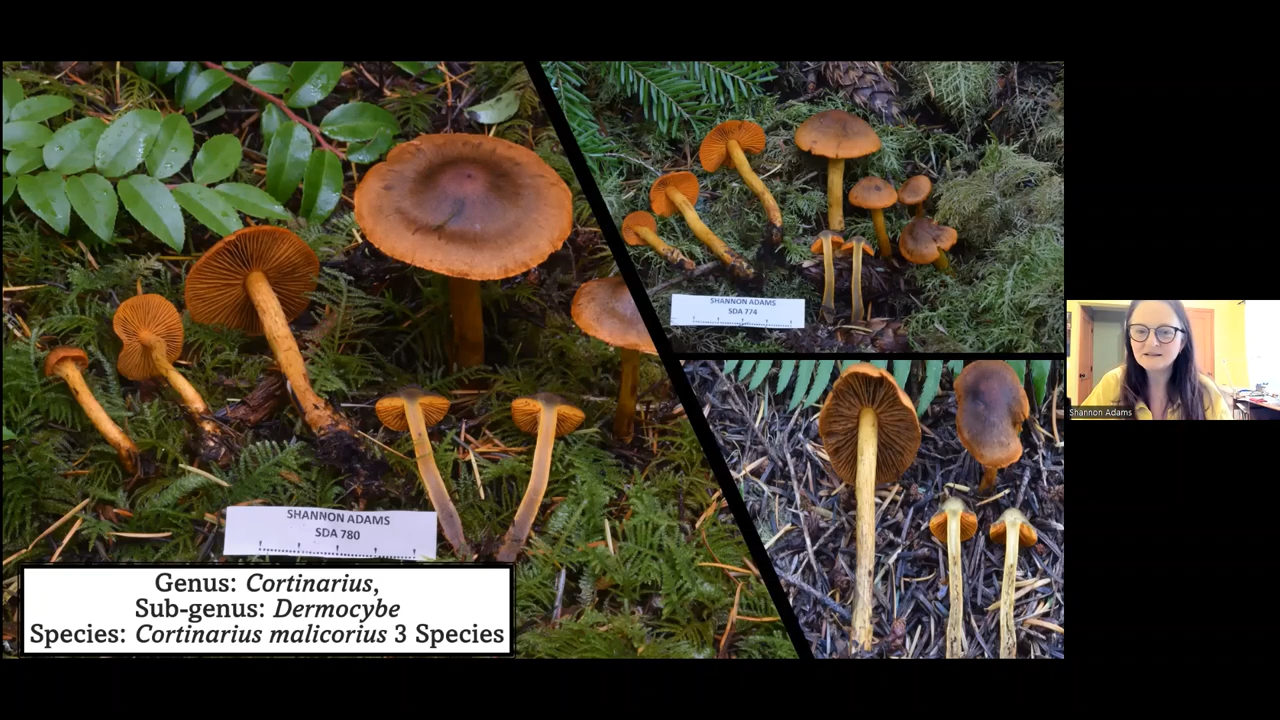 SHANNON ADAMS
SDA 774
SHANNON ADAMS
SDA 780
Genus: Cortinarius,
Sub-genus: Dermocybe
Species: Cortinarius malicorius 3 Species
Shannon Adams